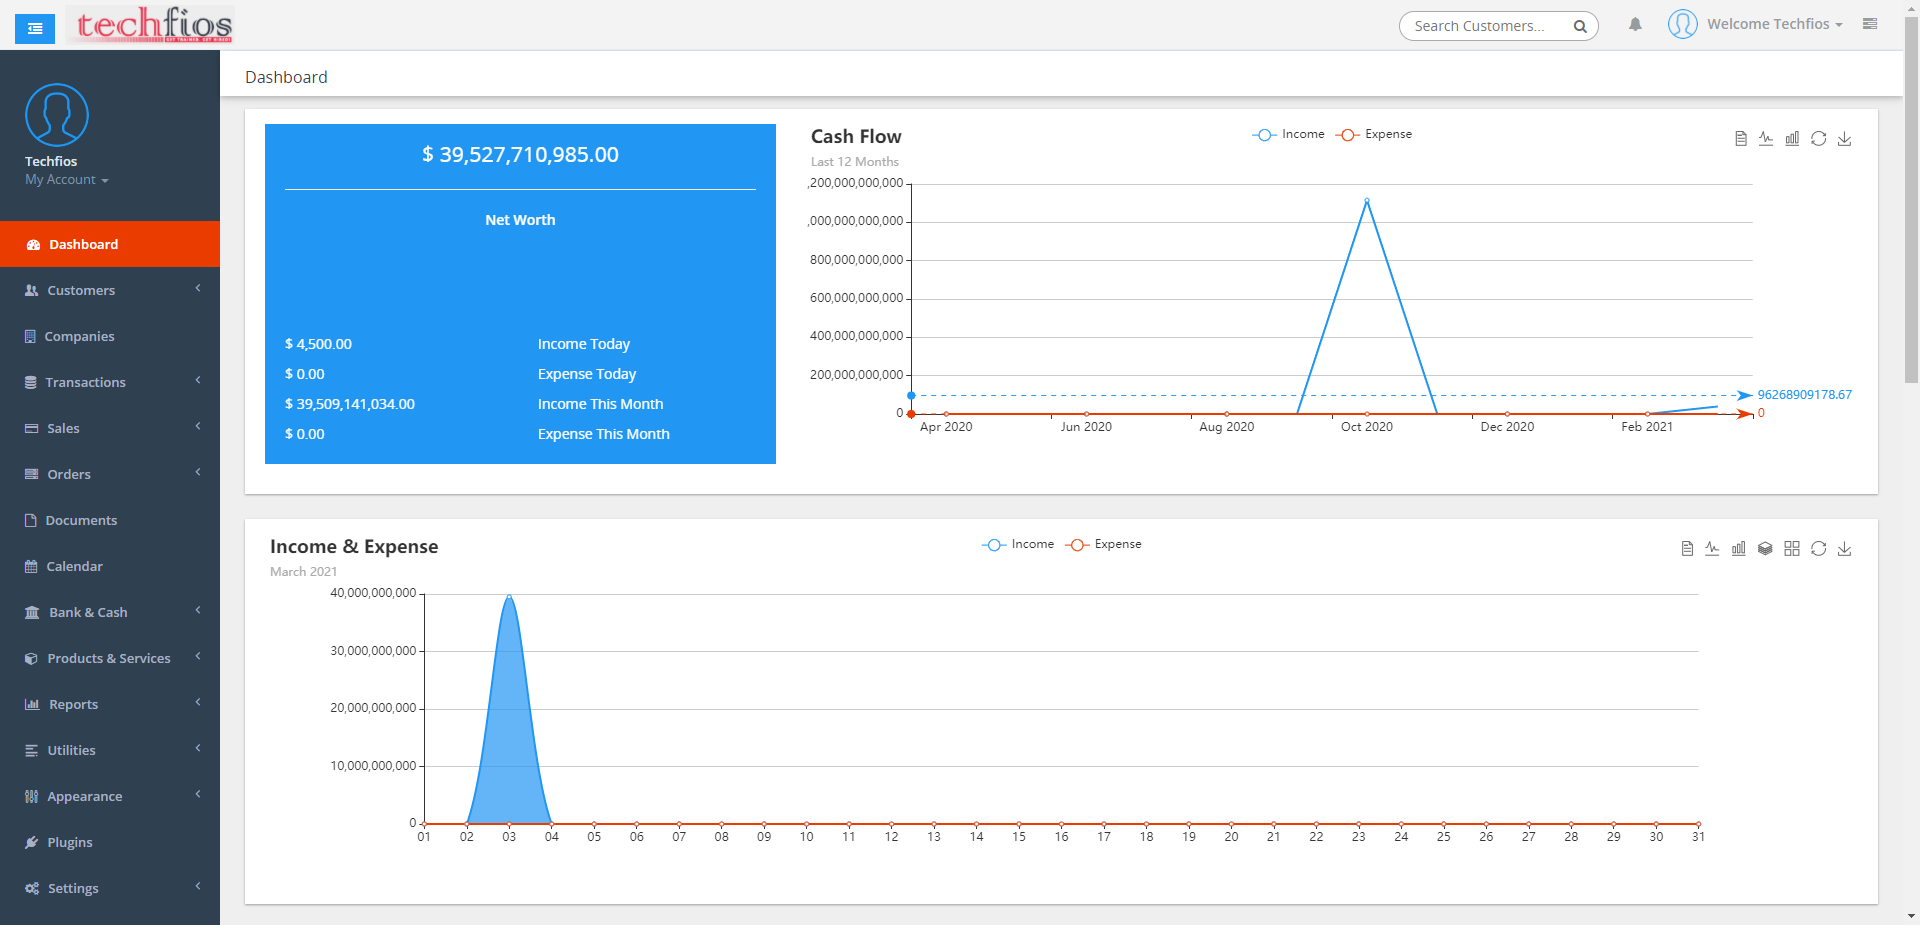 techfios
GET TRAINED. GET HIRED!
Search Customers...
Welcome Techfios
Techfios
My Account
Dashboard
Customers
Companies
Transactions
Sales
Orders
Documents
Calendar
Bank & Cash
Products & Services
Reports
Utilities
Appearance
Plugins
Settings
Dashboard
$ 39,527,710,985.00
Net Worth
$ 4,500.00 Income Today
$ 0.00 Expense Today
$ 39,509,141,034.00 Income This Month
$ 0.00 Expense This Month
Cash Flow
Last 12 Months
Income Expense
,200,000,000,000
,000,000,000,000
800,000,000,000
600,000,000,000
400,000,000,000
200,000,000,000
0
96268909178.67
0
Apr 2020 Jun 2020 Aug 2020 Oct 2020 Dec 2020 Feb 2021
Income & Expense
March 2021
Income Expense
40,000,000,000
30,000,000,000
20,000,000,000
10,000,000,000
0
01 02 03 04 05 06 07 08 09 10 11 12 13 14 15 16 17 18 19 20 21 22 23 24 25 26 27 28 29 30 31